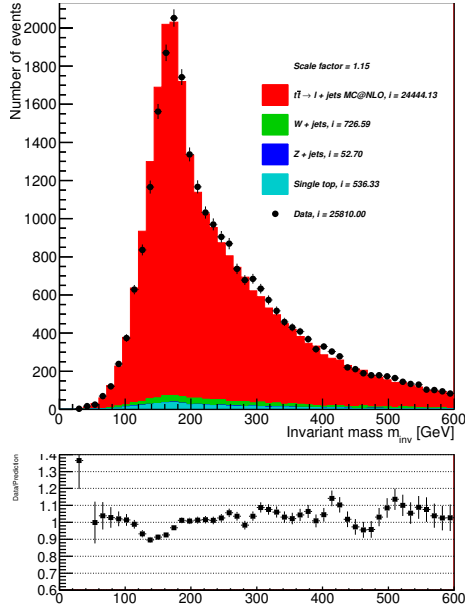 Number of events
2000
1800
1600
1400
1200
1000
800
600
400
200
0
Scale factor = 1.15
tt̄→ l + jets MC@NLO, i = 24444.13
W + jets, i = 726.59
Z + jets, i = 52.70
Single top, i = 536.33
Data, i = 25810.00
0 100 200 300 400 500 600
Invariant mass m_inv [GeV]
Data/Prediction
1.4
1.3
1.2
1.1
1
0.9
0.8
0.7
0.6
0 100 200 300 400 500 600